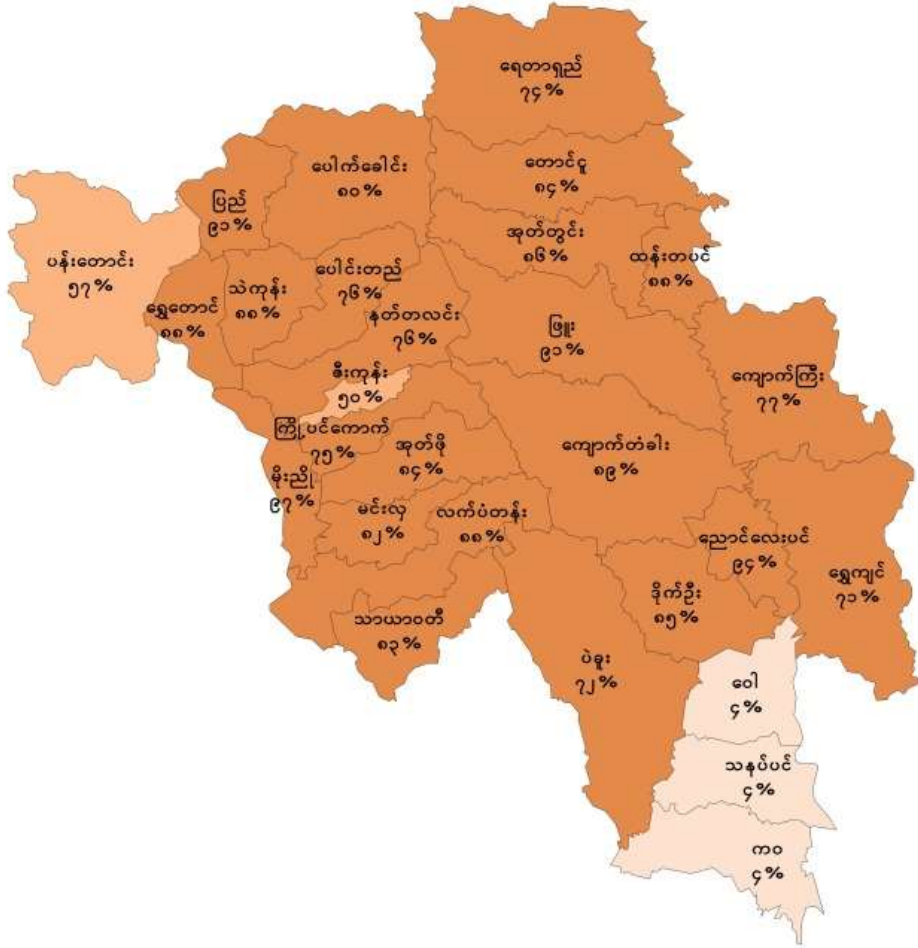 ရေတာရှည်
၇၄%
တောင်ငူ
၈၄%
ပေါက်ခေါင်း
၈၀%
ပြည်
၉၁%
အုတ်တွင်း
၈၆%
ထန်းတပင်
၈၈%
ပန်းတောင်း
၅၇%
ပေါင်းတည်
၇၆%
သဲကုန်း
၈၈%
ရွှေတောင်
၈၈%
နတ်တလင်း
၇၆%
ဖြူး
၉၁%
ကျောက်ကြီး
၇၇%
ဇီးကုန်း
၅၀%
ကြို့ပင်ကောက်
၇၅%
အုတ်ဖို
၈၄%
ကျောက်တံခါး
၈၉%
မိုးညို
၉၇%
မင်းလှ
၈၂%
လက်ပံတန်း
၈၈%
ညောင်လေးပင်
၉၄%
ရွှေကျင်
၇၁%
ဒိုက်ဦး
၈၅%
သာယာဝတီ
၈၃%
ပဲခူး
၇၂%
ဝေါ
၄%
သနပ်ပင်
၄%
ကဝ
၄%